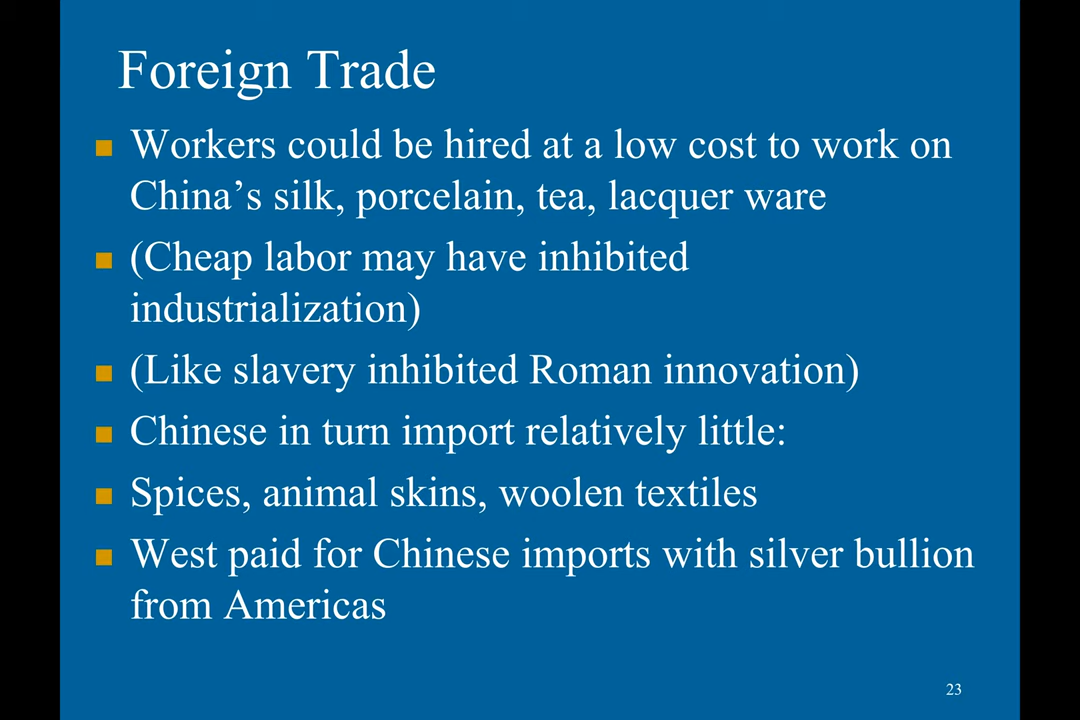 Foreign Trade
Workers could be hired at a low cost to work on
China’s silk, porcelain, tea, lacquer ware
(Cheap labor may have inhibited
industrialization)
(Like slavery inhibited Roman innovation)
Chinese in turn import relatively little:
Spices, animal skins, woolen textiles
West paid for Chinese imports with silver bullion
from Americas
23